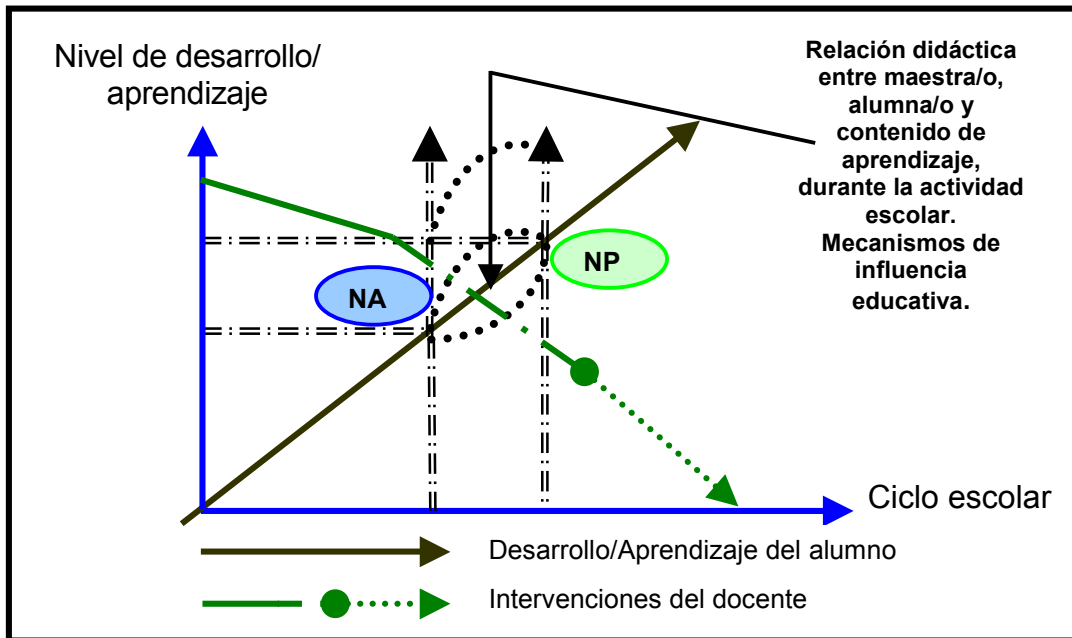 Nivel de desarrollo/
aprendizaje
Relación didáctica
entre maestra/o,
alumna/o y
contenido de
aprendizaje,
durante la actividad
escolar.
Mecanismos de
influencia
educativa.
NA
NP
Ciclo escolar
Desarrollo/Aprendizaje del alumno
Intervenciones del docente